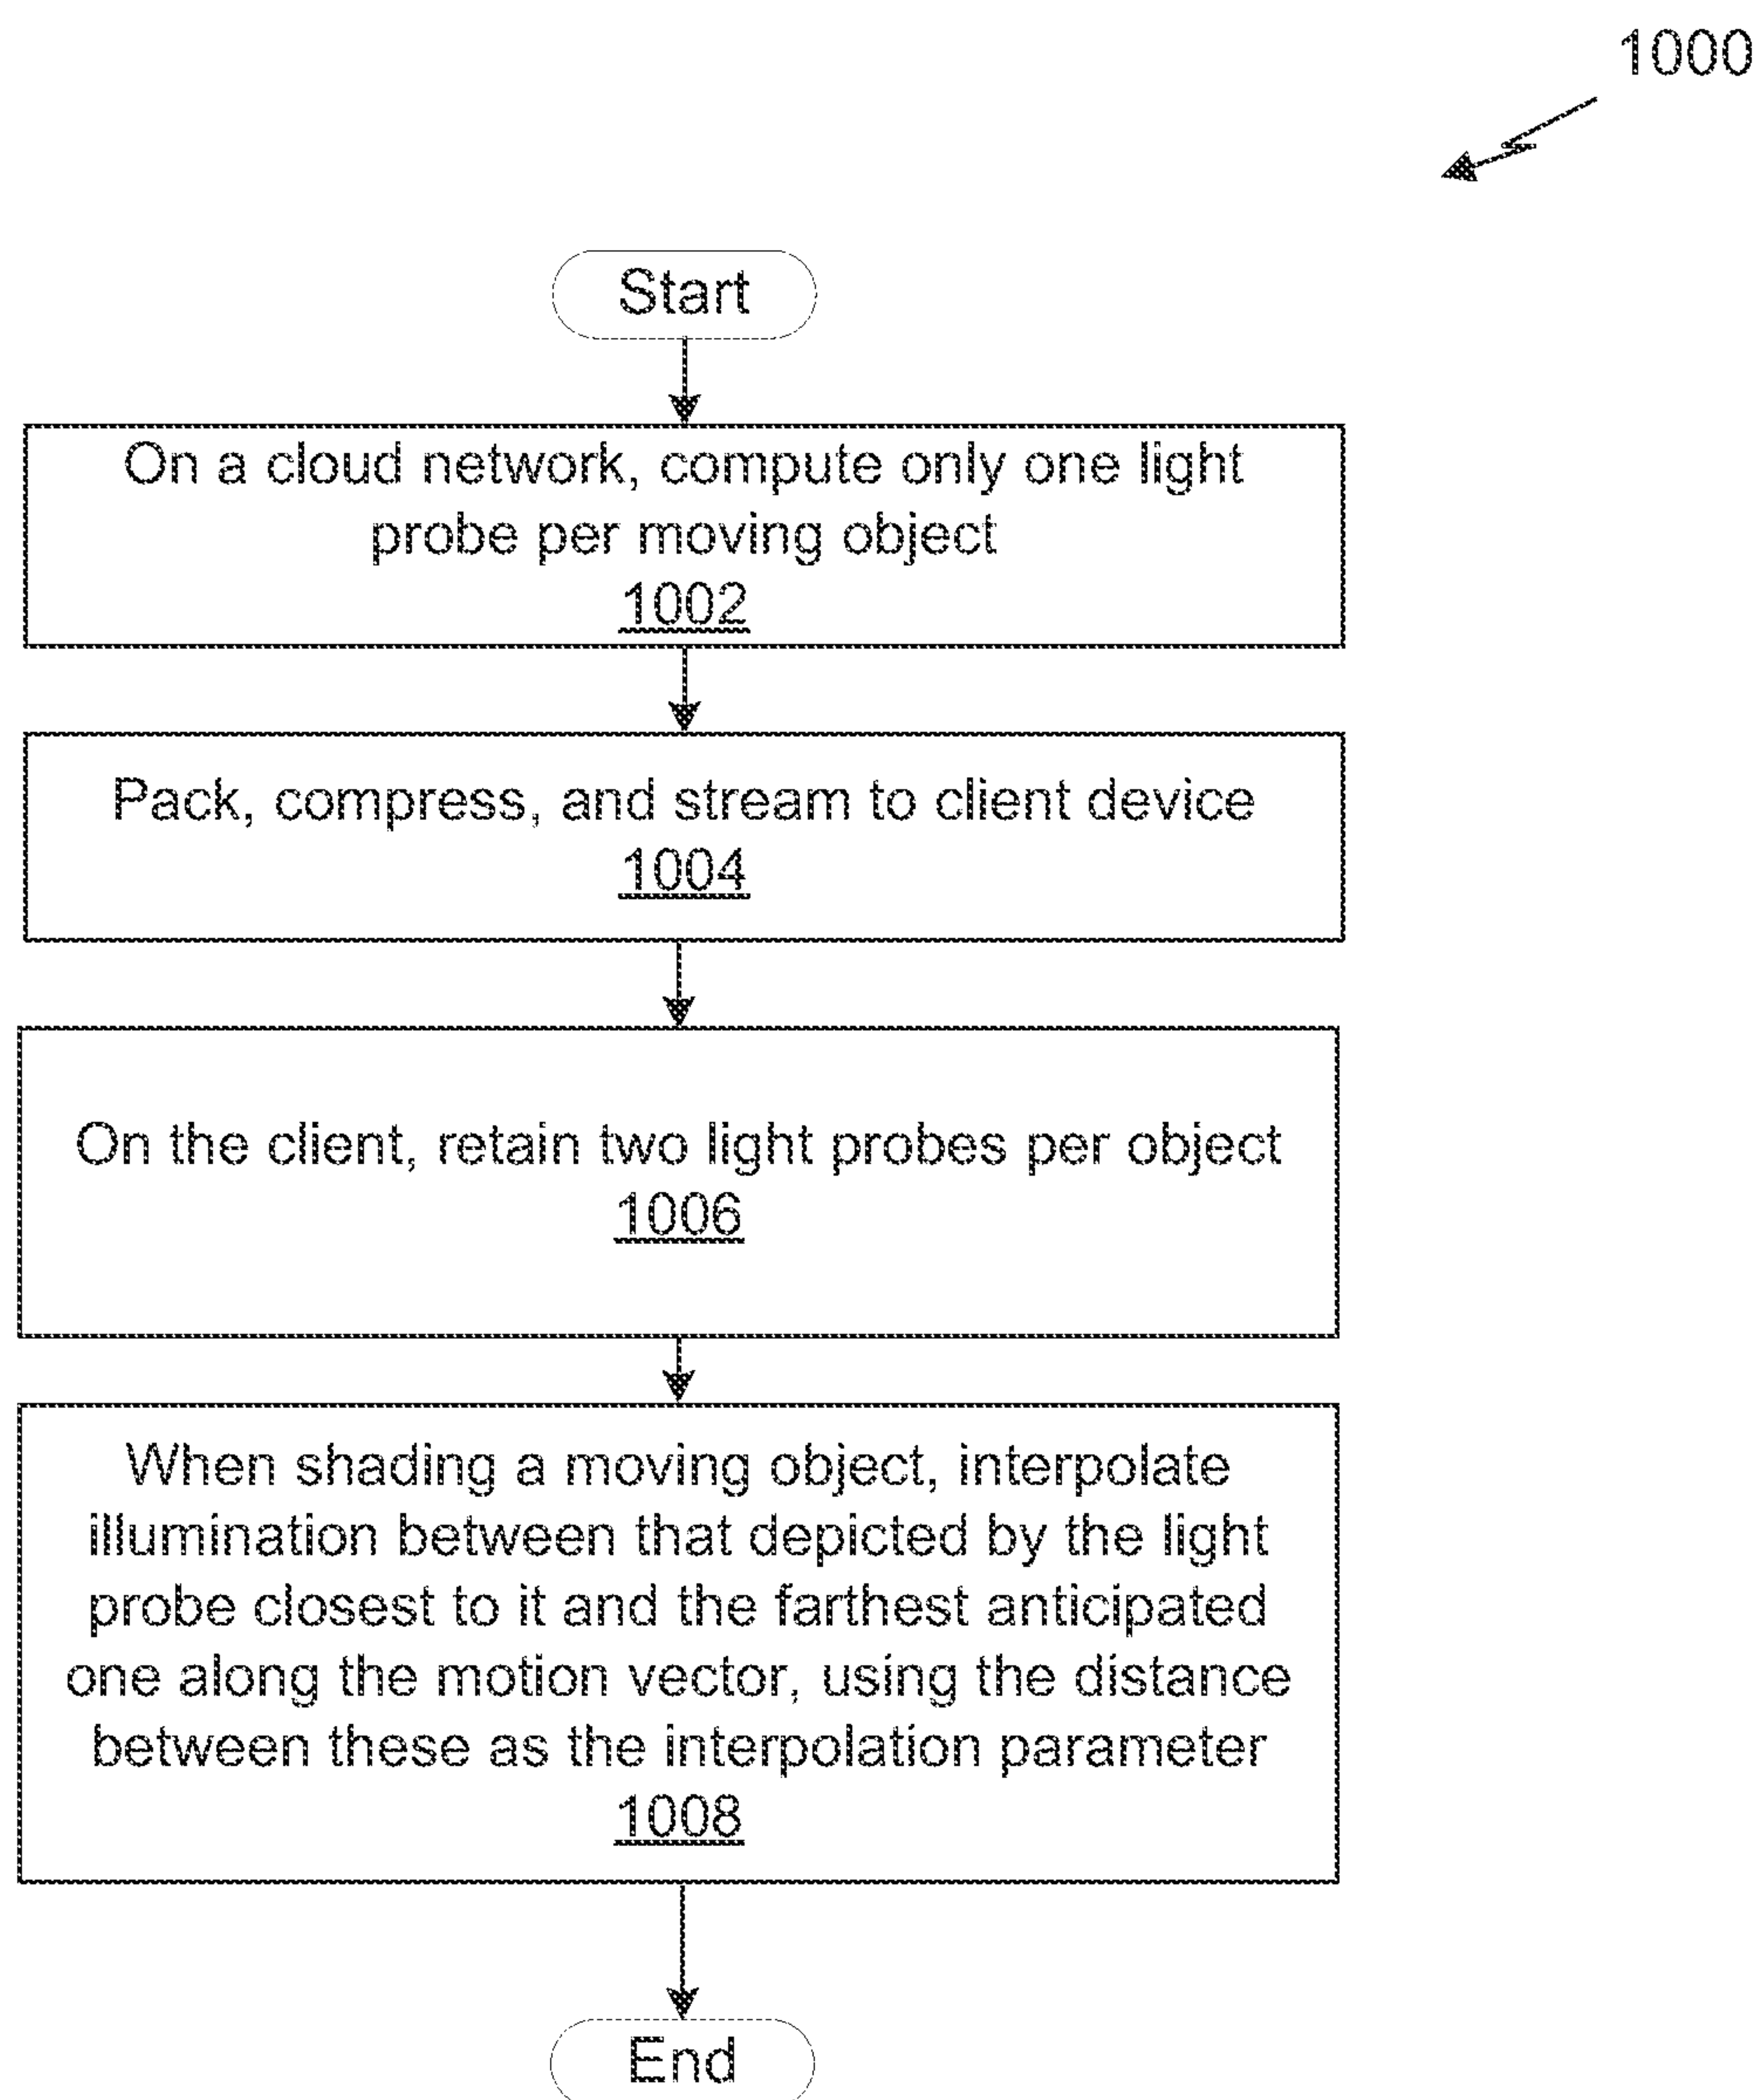 1000
Start
On a cloud network, compute only one light
probe per moving object
1002
Pack, compress, and stream to client device
1004
On the client, retain two light probes per object
1006
When shading a moving object, interpolate
illumination between that depicted by the light
probe closest to it and the farthest anticipated
one along the motion vector, using the distance
between these as the interpolation parameter
1008
End